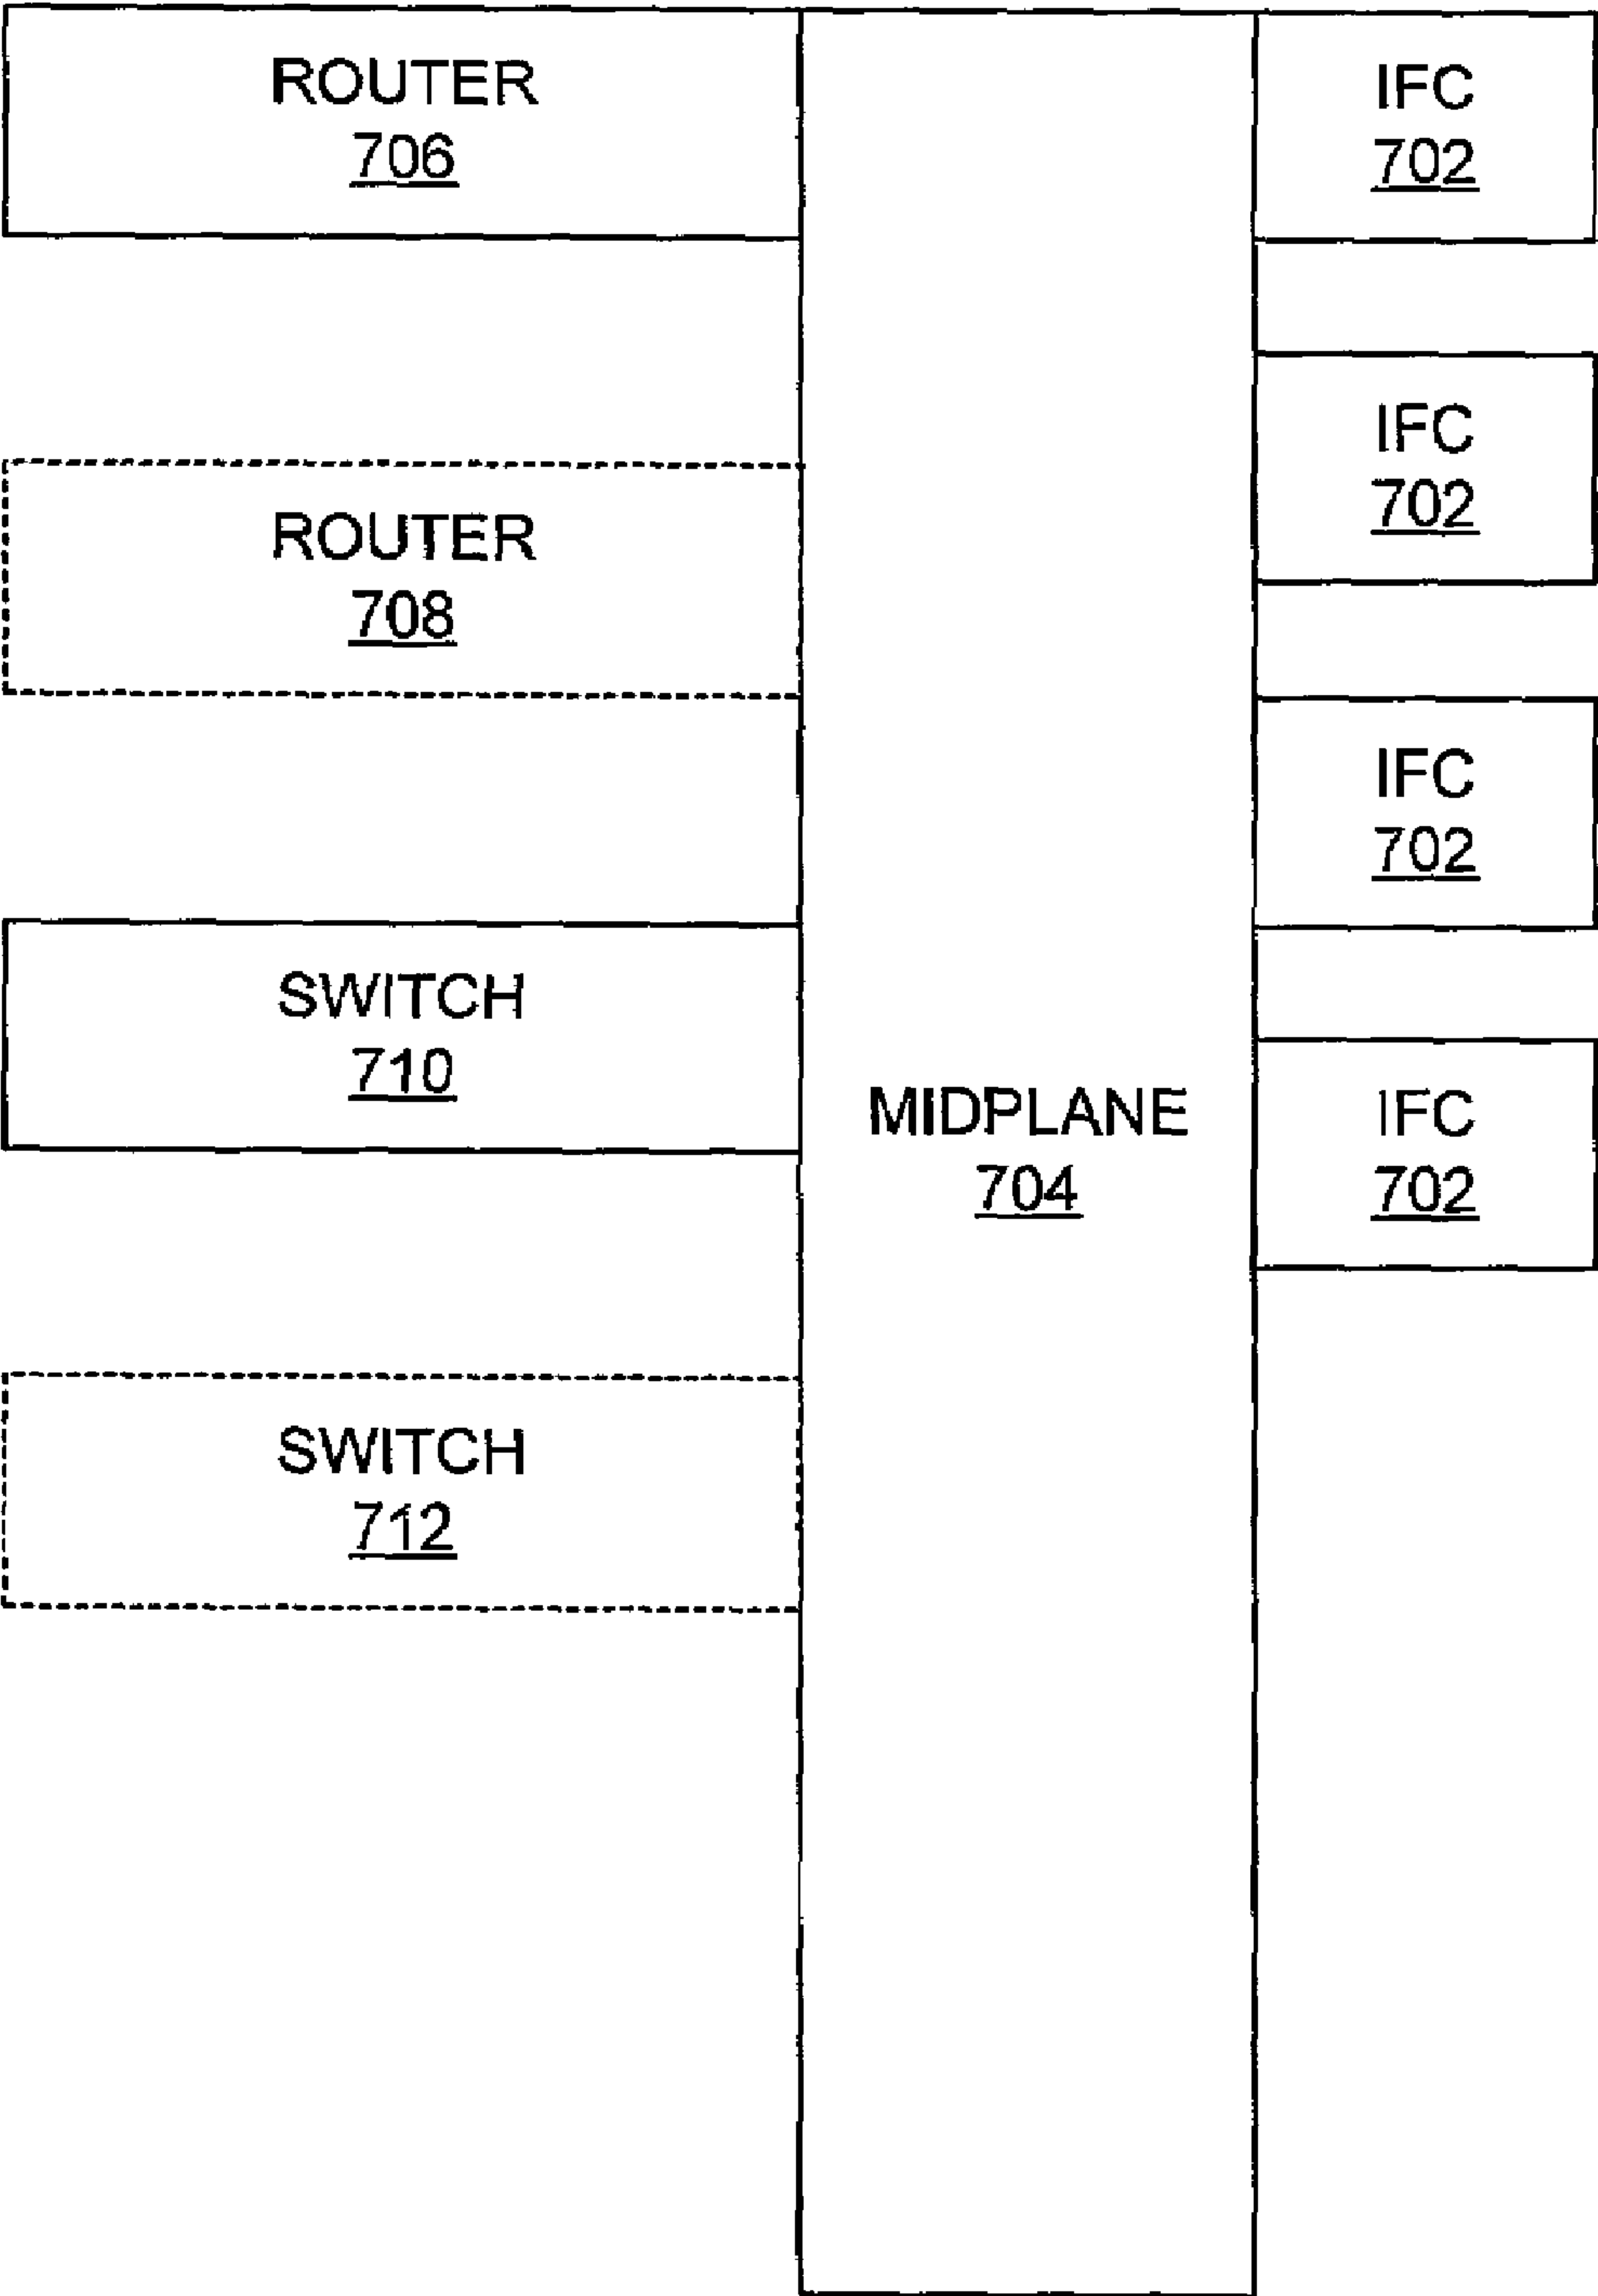 ROUTER
706
ROUTER
708
SWITCH
710
SWITCH
712
MIDPLANE
704
IFC
702
IFC
702
IFC
702
IFC
702